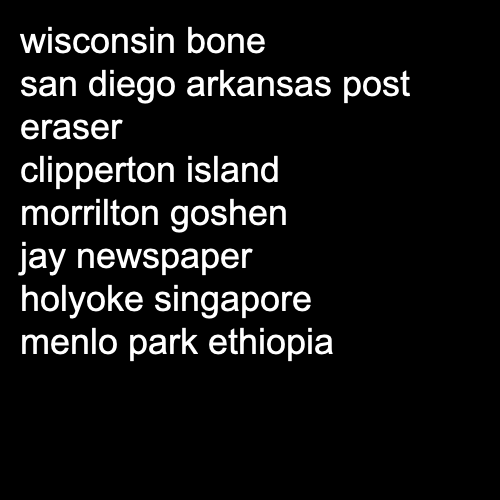 wisconsin bone
san diego arkansas post
eraser
clipperton island
morrilton goshen
jay newspaper
holyoke singapore
menlo park ethiopia